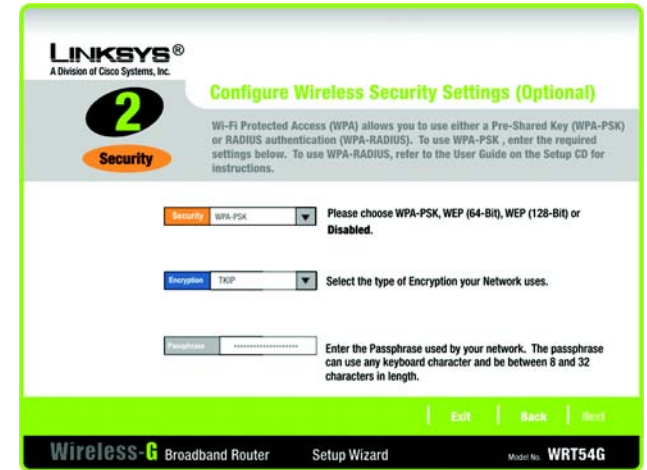 LINKSYS®
A Division of Cisco Systems, Inc.
2
Security
Configure Wireless Security Settings (Optional)
Wi-Fi Protected Access (WPA) allows you to use either a Pre-Shared Key (WPA-PSK)
or RADIUS authentication (WPA-RADIUS). To use WPA-PSK , enter the required
settings below. To use WPA-RADIUS, refer to the User Guide on the Setup CD for
instructions.
Security WPA-PSK
Please choose WPA-PSK, WEP (64-Bit), WEP (128-Bit) or
Disabled.
Encryption TKIP
Select the type of Encryption your Network uses.
Passphrase
Enter the Passphrase used by your network. The passphrase
can use any keyboard character and be between 8 and 32
characters in length.
Exit Back Next
Wireless-G Broadband Router Setup Wizard Model No. WRT54G